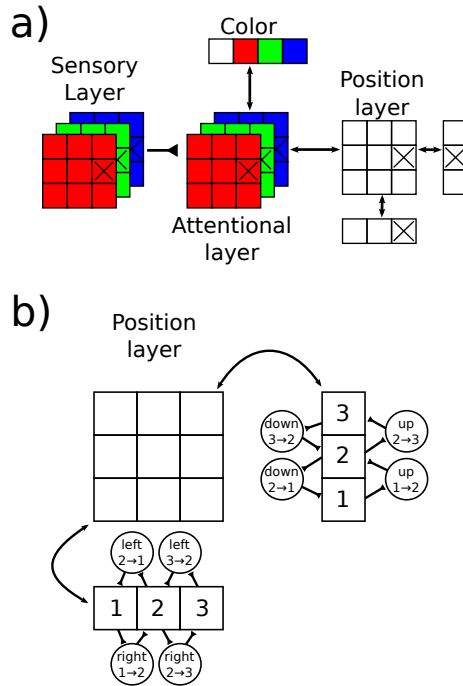 a)
Color
Sensory
Layer
Position
layer
Attentional
layer
b)
Position
layer
3
2
1
down
3→2
down
2→1
up
2→3
up
1→2
left
2→1
left
3→2
1 2 3
right
1→2
right
2→3